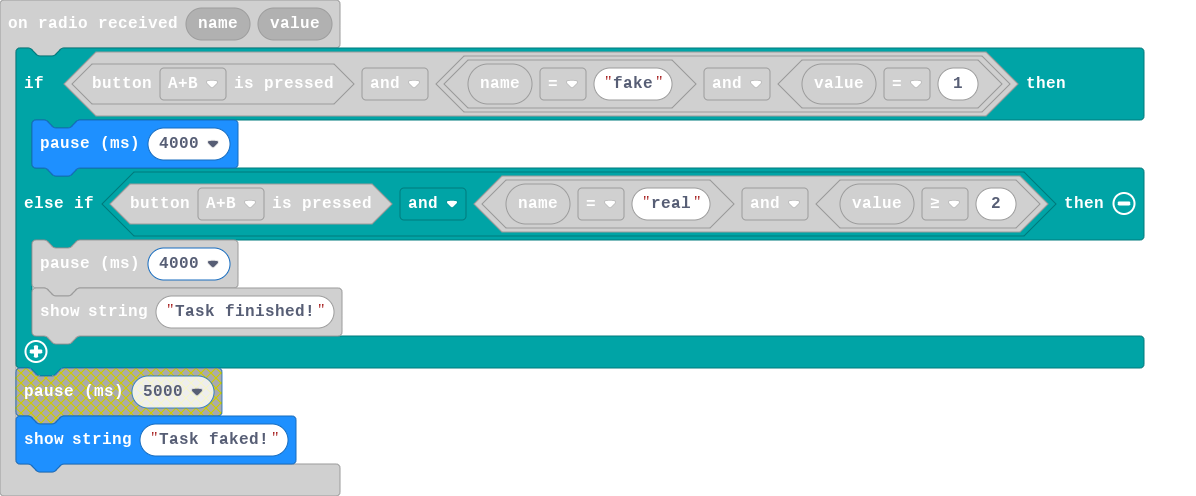 on radio received name value
if button A+B is pressed and name = "fake" and value = 1 then
pause (ms) 4000
else if button A+B is pressed and name = "real" and value ≥ 2 then
pause (ms) 4000
show string "Task finished!"
pause (ms) 5000
show string "Task faked!"